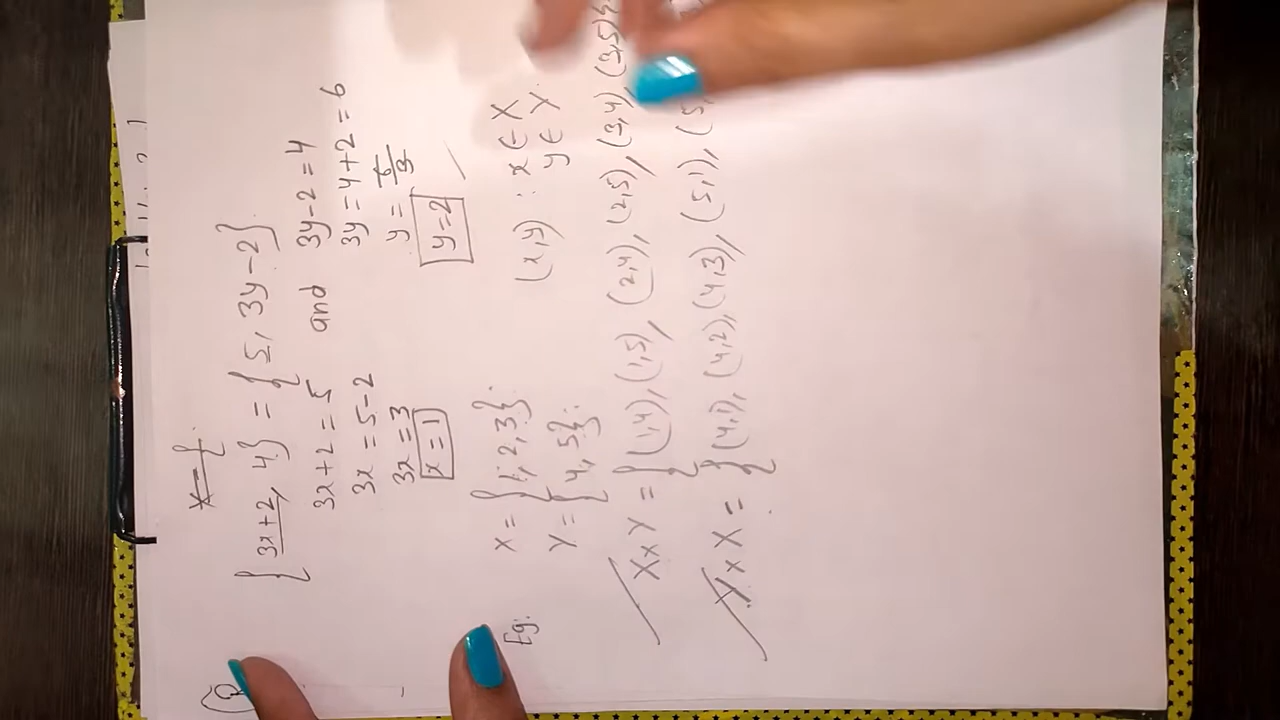 {3x+2, 4} = {5, 3y-2}
3x+2 = 5 and 3y-2 = 4
3x = 5-2 3y = 4+2 = 6
3x = 3 y = 6/3
x = 1 y = 2
Eg: X = {1, 2, 3} (x,y) : x ∈ X
Y = {4, 5} y ∈ Y
X x Y = {(1,4), (1,5), (2,4), (2,5), (3,4) (3,5)}
Y x X = {(4,1), (4,2), (4,3), (5,1), (5,